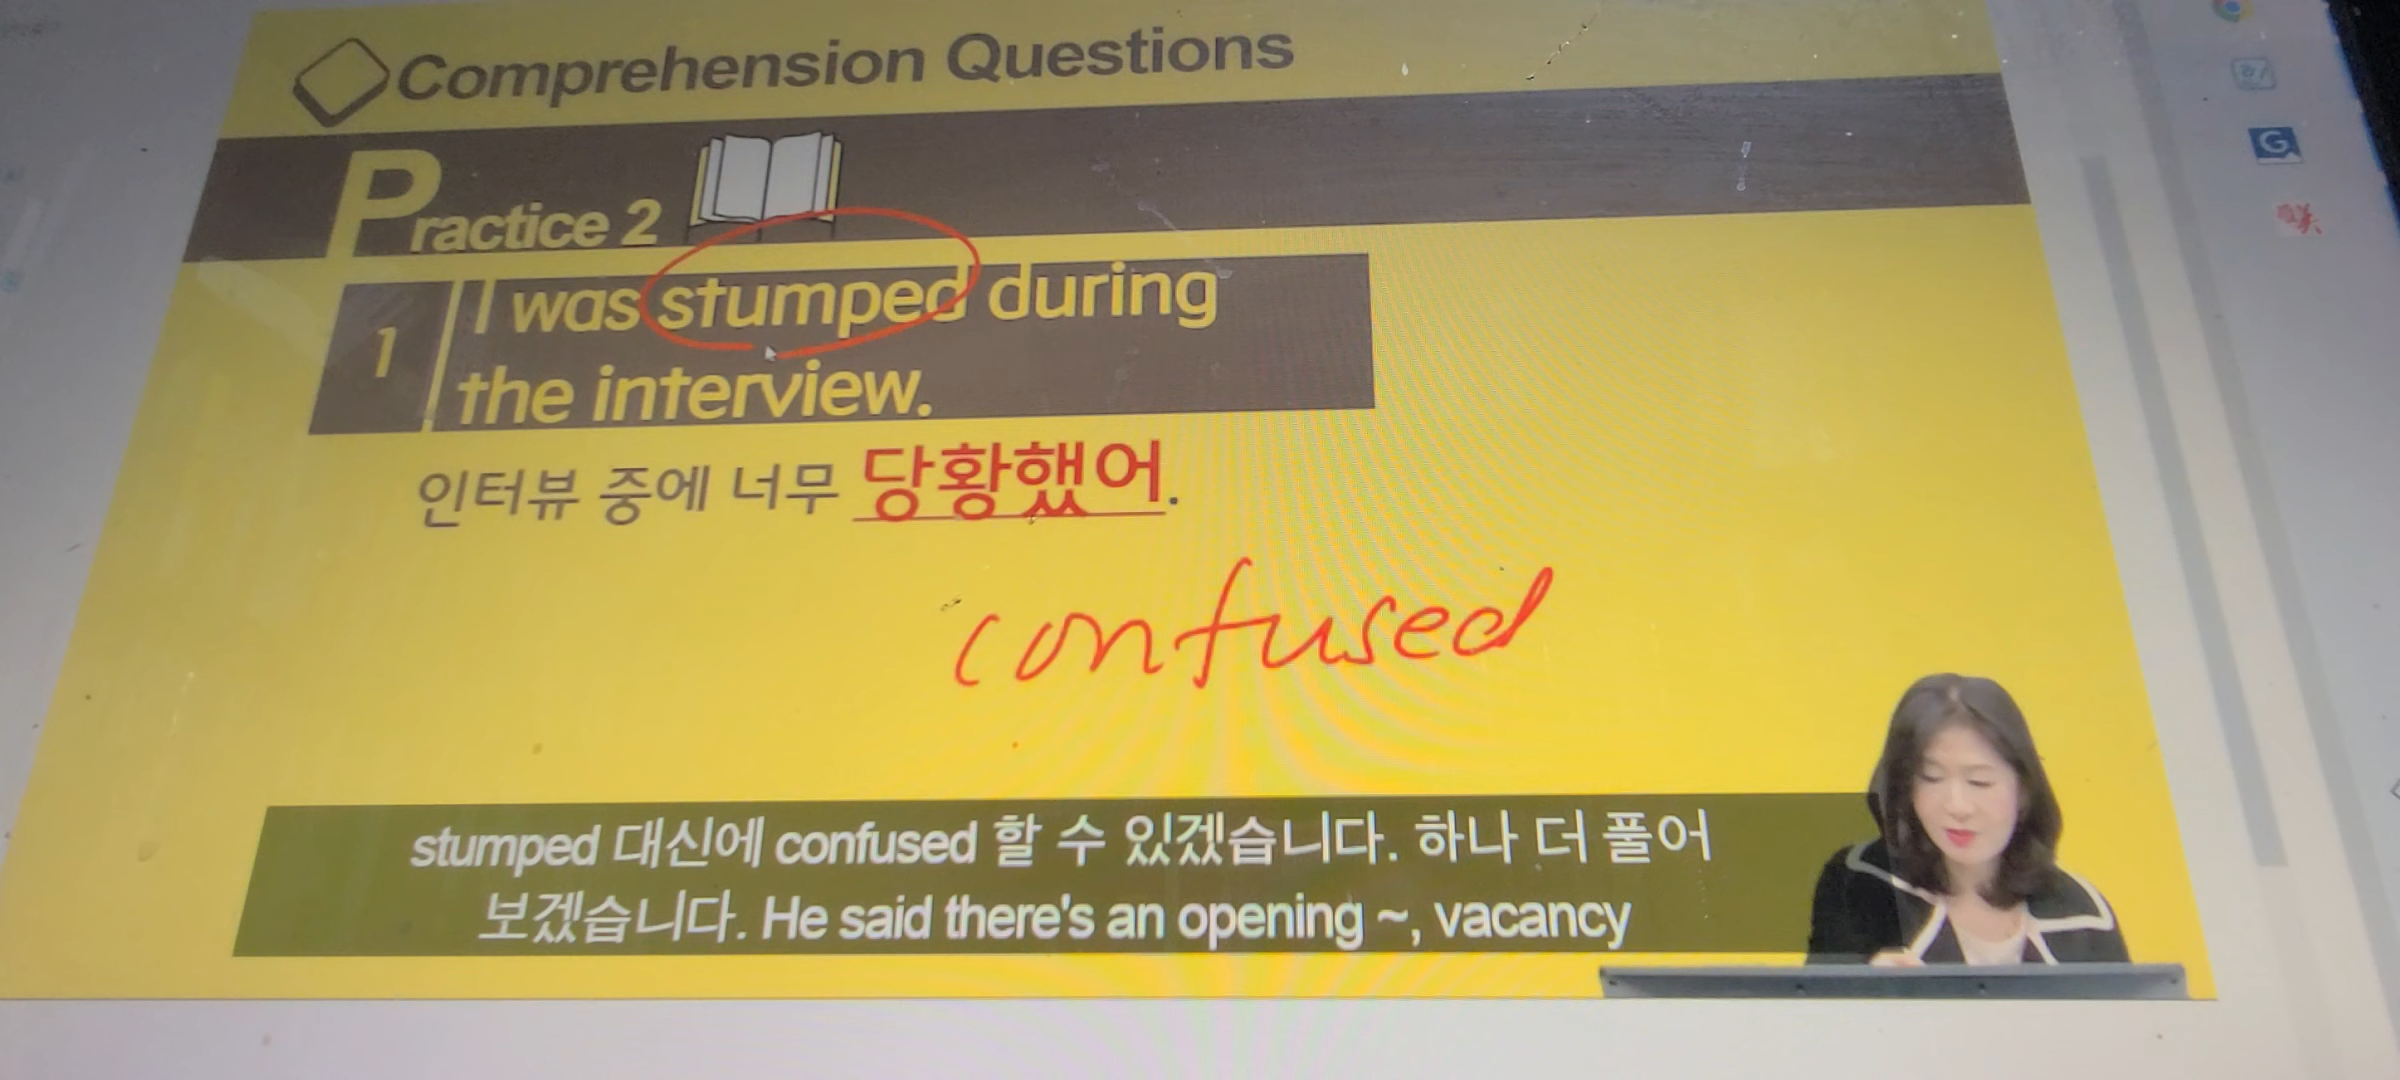 Comprehension Questions
Practice 2
1
I was stumped during
the interview.
인터뷰 중에 너무 당황했어.
confused
stumped 대신에 confused 할 수 있겠습니다. 하나 더 풀어
보겠습니다. He said there's an opening ~, vacancy
G